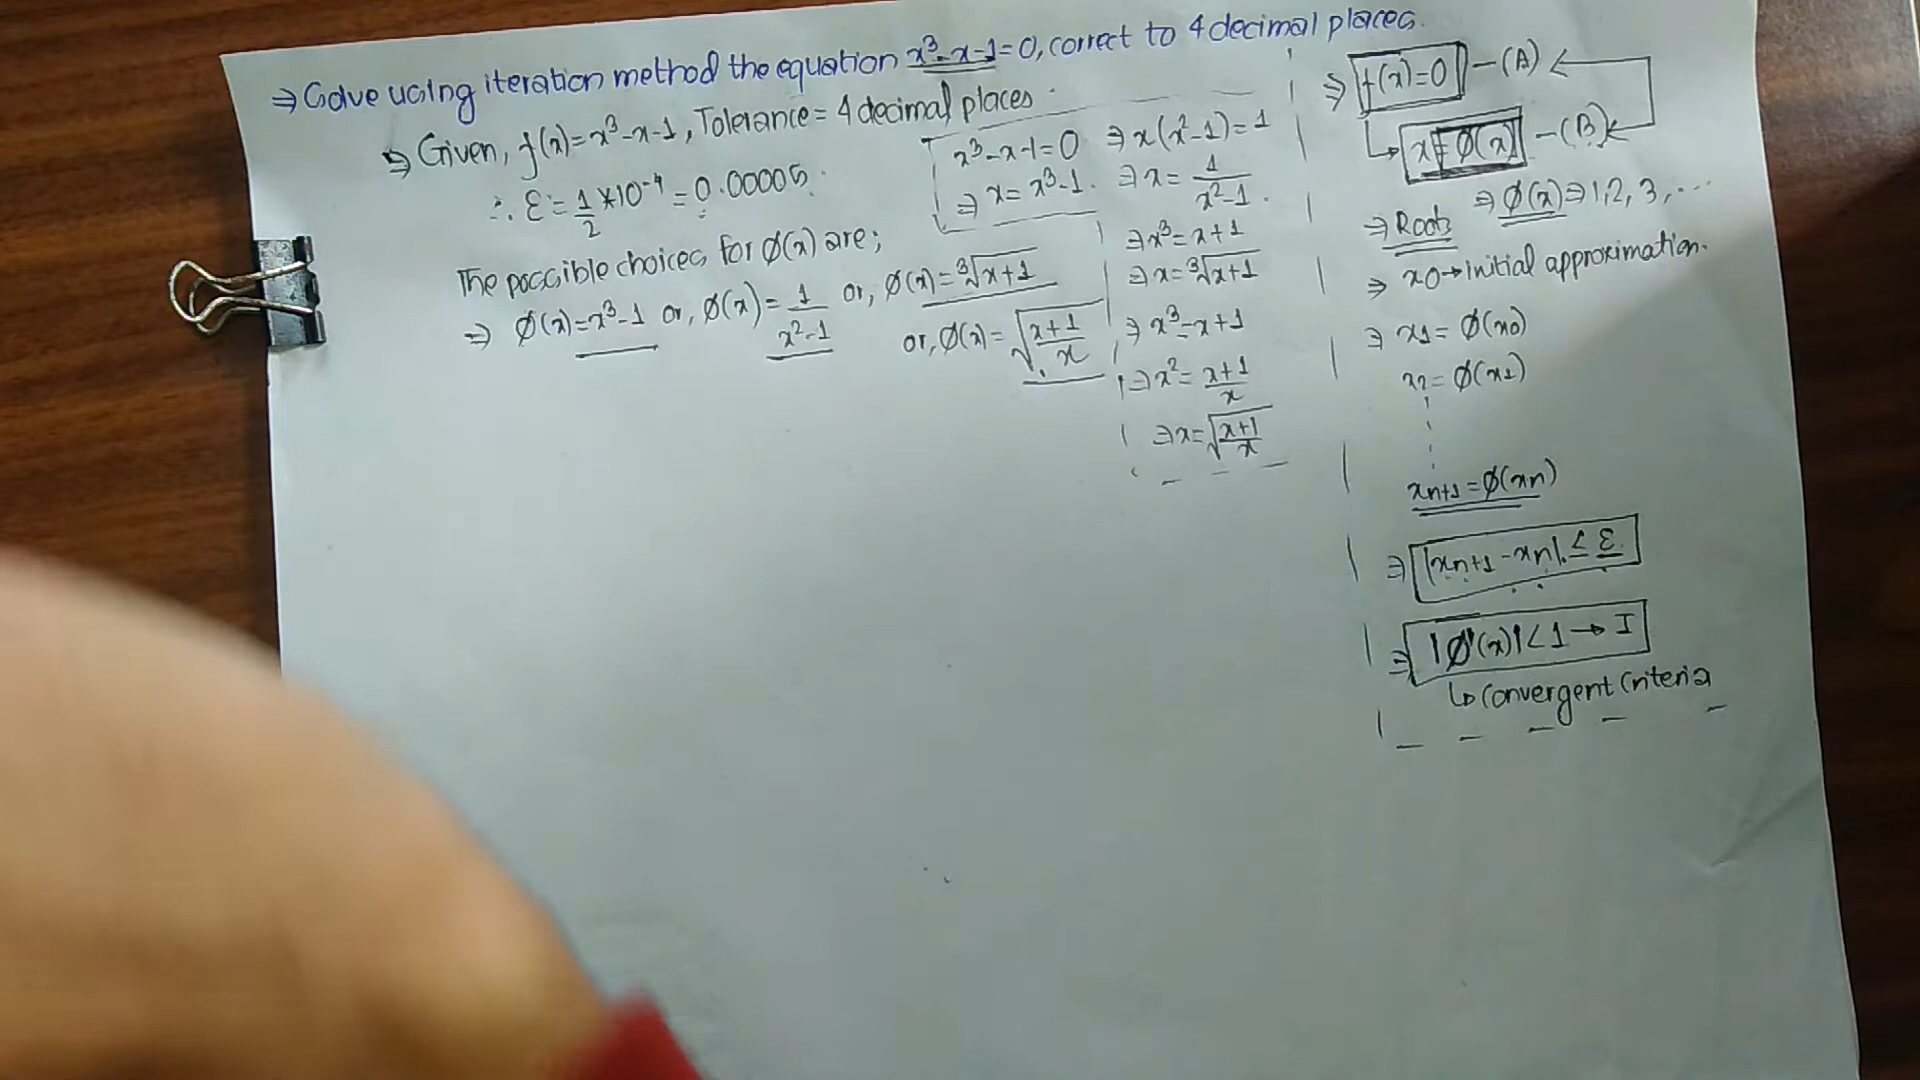 ⇒ Solve using iteration method the equation x³-x-1=0, correct to 4 decimal places.
⇒ Given, f(x)=x³-x-1, Tolerance = 4 decimal places.
∴ ε = 1/2 *10⁻⁴ = 0.00005
The possible choices for Ø(x) are;
⇒ Ø(x)=x³-1 or, Ø(x)= 1/(x²-1) or, Ø(x)=³√(x+1)
or, Ø(x)= √((x+1)/x)
x³-x-1=0 ⇒ x(x²-1)=1
⇒ x=x³-1. ⇒ x= 1/(x²-1).
⇒ x³=x+1
⇒ x=³√(x+1)
⇒ x³=x+1
⇒ x²= (x+1)/x
⇒ x=√((x+1)/x)
⇒ f(x)=0 -(A)
x=Ø(x) -(B)
⇒ Roots ⇒ Ø(x) ⇒ 1,2,3,...
⇒ x0→initial approximation.
⇒ x1= Ø(x0)
x2= Ø(x1)
xn+1=Ø(xn)
⇒ |xn+1-xn| ≤ ε
⇒ |Ø'(x)|<1 → I
↳ Convergent Criteria